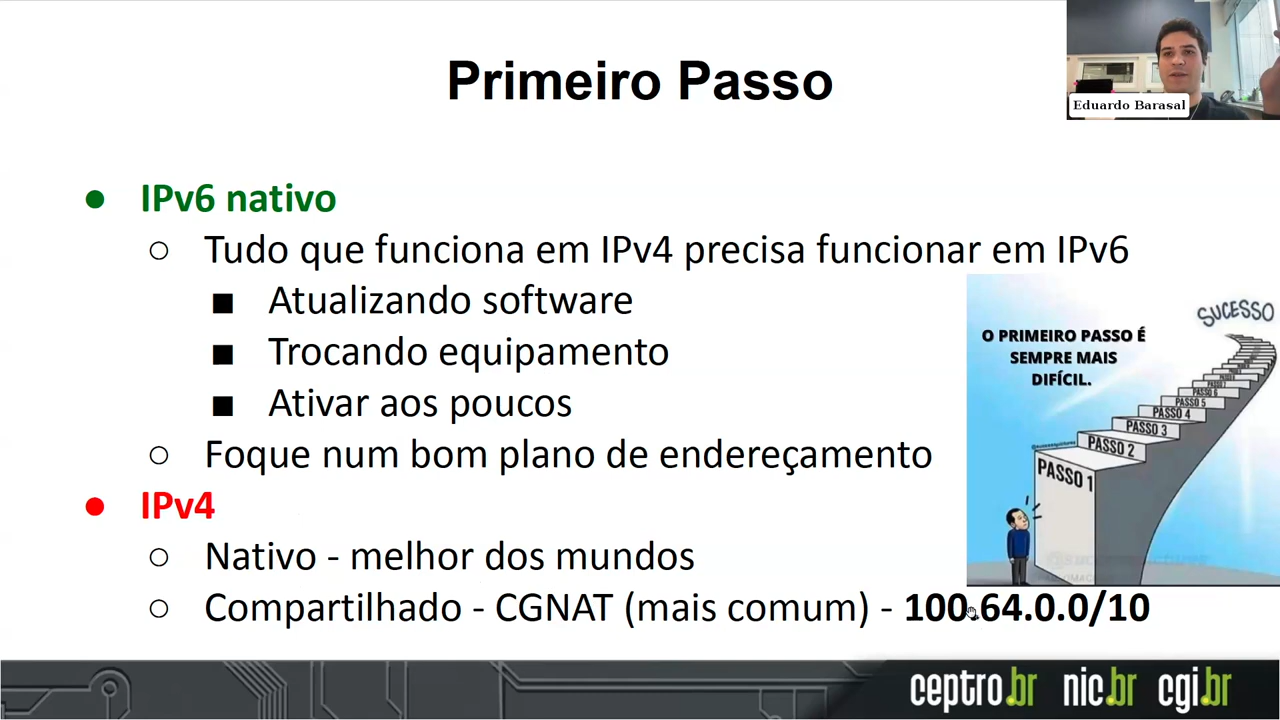 Primeiro Passo
Eduardo Barasal
● IPv6 nativo
○ Tudo que funciona em IPv4 precisa funcionar em IPv6
■ Atualizando software
■ Trocando equipamento
■ Ativar aos poucos
○ Foque num bom plano de endereçamento
● IPv4
○ Nativo - melhor dos mundos
○ Compartilhado - CGNAT (mais comum) - 100.64.0.0/10
SUCESSO
O PRIMEIRO PASSO É
SEMPRE MAIS
DIFÍCIL.
PASSO 5
PASSO 4
PASSO 3
PASSO 2
PASSO 1
ceptro.br nic.br cgi.br